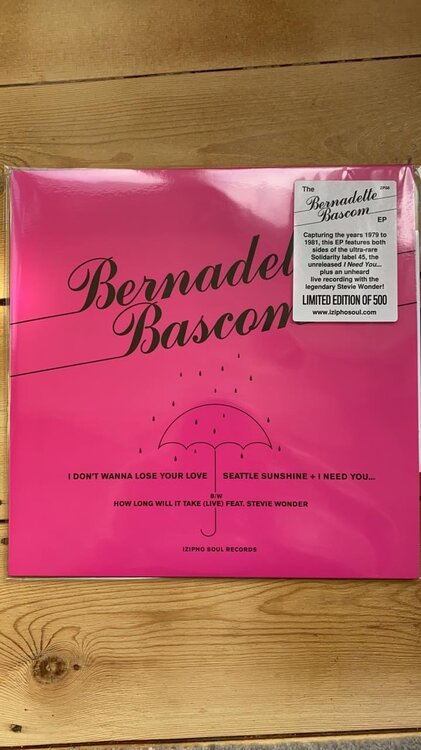 The
ZP08
Bernadette
Bascom
EP
Capturing the years 1979 to
1981, this EP features both
sides of the ultra-rare
Solidarity label 45, the
unreleased I Need You...
plus an unheard
live recording with the
legendary Stevie Wonder!
LIMITED EDITION OF 500
www.iziphosoul.com
Bernadet
Bascom
I DON'T WANNA LOSE YOUR LOVE
SEATTLE SUNSHINE + I NEED YOU...
B/W
HOW LONG WILL IT TAKE (LIVE) FEAT. STEVIE WONDER
IZIPHO SOUL RECORDS